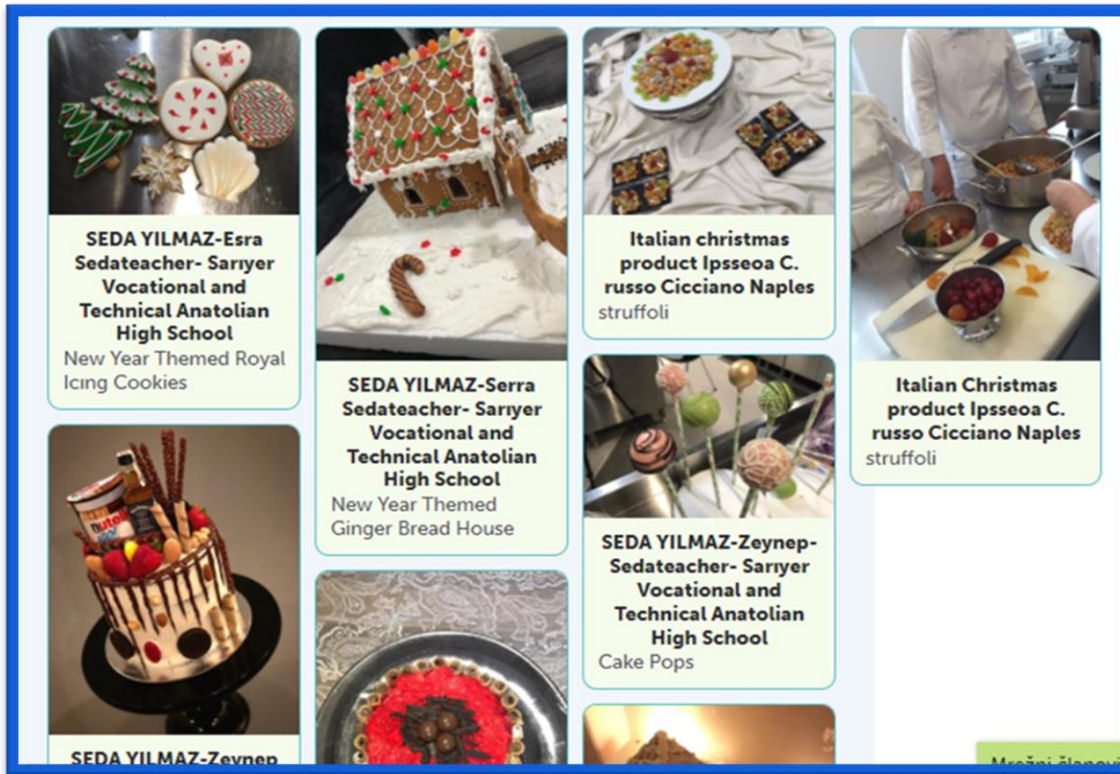 SEDA YILMAZ-Esra
Sedateacher- Sarıyer
Vocational and
Technical Anatolian
High School
New Year Themed Royal
Icıng Cookies
SEDA YILMAZ-Zeynep
SEDA YILMAZ-Serra
Sedateacher- Sarıyer
Vocational and
Technical Anatolian
High School
New Year Themed
Ginger Bread House
Italian christmas
product Ipsseoa C.
russo Cicciano Naples
struffoli
SEDA YILMAZ-Zeynep-
Sedateacher- Sarıyer
Vocational and
Technical Anatolian
High School
Cake Pops
Italian Christmas
product Ipsseoa C.
russo Cicciano Naples
struffoli
Mrežni članov